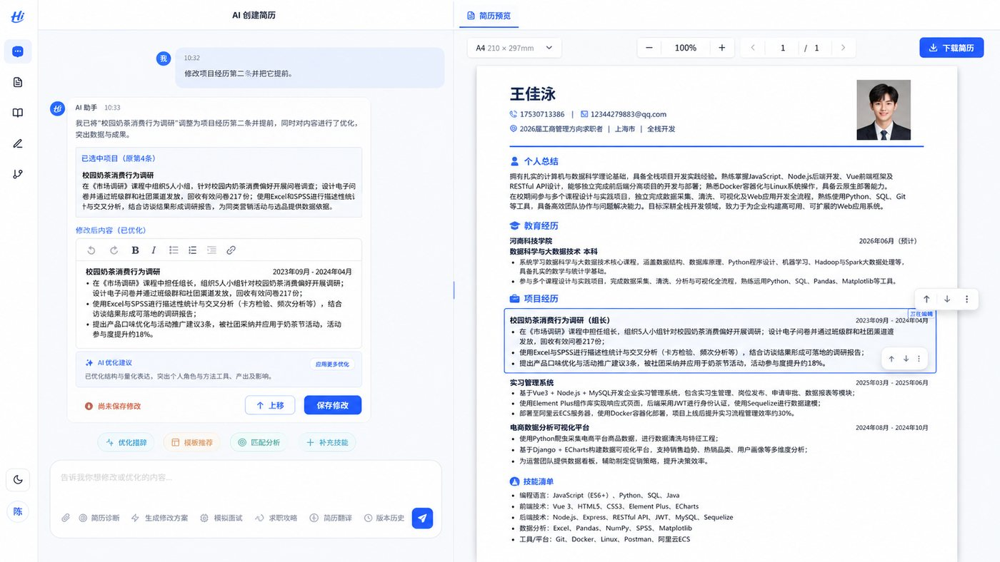 Hi
AI 创建简历
简历预览
我
10:32
修改项目经历第二条并把它提前。
Hi
AI 助手 10:33
我已将“校园奶茶消费行为调研”调整为项目经历第二条并提前，同时对内容进行了优化，
突出数据与成果。
已选中项目（原第4条）
校园奶茶消费行为调研
在《市场调研》课程中组织5人小组，针对校园内奶茶消费偏好开展问卷调查；设计电子问
卷并通过班级群和社团渠道发放，回收有效问卷217份；使用Excel和SPSS进行描述性统计
与交叉分析，结合访谈结果形成调研报告，为同类营销活动与选品提供数据依据。
修改后内容（已优化）
B I
校园奶茶消费行为调研 2023年09月 - 2024年04月
• 在《市场调研》课程中担任组长，组织5人小组针对校园奶茶消费偏好开展调研；
设计电子问卷并通过班级群和社团渠道发放，回收有效问卷217份；
• 使用Excel与SPSS进行描述性统计与交叉分析（卡方检验、频次分析等），结合
访谈结果形成可落地的调研报告；
• 提出产品口味优化与活动推广建议3条，被社团采纳并应用于奶茶节活动，活动
参与度提升约18%。
AI 优化建议
应用更多优化
已优化结构与量化表达，突出个人角色与方法工具、产出及影响。
尚未保存修改
上移
保存修改
优化措辞
模板推荐
匹配分析
补充技能
告诉我你想修改或优化的内容...
简历诊断
生成修改方案
模拟面试
求职攻略
简历翻译
版本历史
陈
A4 210 × 297mm
100%
1 / 1
下载简历
王佳泳
17530713386 | 12344279883@qq.com
2026届工商管理方向求职者 | 上海市 | 全栈开发
个人总结
拥有扎实的计算机与数据科学理论基础，具备全栈项目开发实践经验。熟练掌握JavaScript、Node.js后端开发、Vue前端框架及
RESTful API设计，能够独立完成前后端分离项目的开发与部署；熟悉Docker容器化与Linux系统操作，具备云原生部署能力。
在校期间参与多个课程设计与实践项目，独立完成数据采集、清洗、可视化及Web应用开发全流程，熟练使用Python、SQL、Git
等工具，具备高效团队协作与问题解决能力。目标深耕全栈开发领域，致力于为企业构建高可用、可扩展的Web应用系统。
教育经历
河南科技学院 2026年06月（预计）
数据科学与大数据技术 本科
• 系统学习数据科学与大数据技术核心课程，涵盖数据结构、数据库原理、Python程序设计、机器学习、Hadoop与Spark大数据处理等，
具备扎实的数学与统计学基础。
• 参与多个课程设计与实践项目，完成数据采集、清洗、分析与可视化全流程，熟练运用Python、SQL、Pandas、Matplotlib等工具。
项目经历
正在编辑
校园奶茶消费行为调研（组长） 2023年09月 - 2024年04月
• 在《市场调研》课程中担任组长，组织5人小组针对校园奶茶消费偏好开展调研；设计电子问卷并通过班级群和社团渠道
发放，回收有效问卷217份；
• 使用Excel与SPSS进行描述性统计与交叉分析（卡方检验、频次分析等），结合访谈结果形成可落地的调研报告；
• 提出产品口味优化与活动推广建议3条，被社团采纳并应用于奶茶节活动，活动参与度提升约18%。
实习管理系统 2025年03月 - 2025年06月
• 基于Vue3 + Node.js + MySQL开发企业实习管理系统，包含实习生管理、岗位发布、申请审批、数据报表等模块；
• 使用Element Plus组件库实现响应式页面，后端采用JWT进行身份认证，使用Sequelize进行数据建模；
• 部署至阿里云ECS服务器，使用Docker容器化部署，项目上线后提升实习流程管理效率约30%。
电商数据分析可视化平台 2024年08月 - 2024年10月
• 使用Python爬虫采集电商平台商品数据，进行数据清洗与特征工程；
• 基于Django + ECharts构建数据可视化平台，支持销售趋势、热销品类、用户画像等多维度分析；
• 为运营团队提供数据看板，辅助制定促销策略，提升决策效率。
技能清单
• 编程语言：JavaScript（ES6+）、Python、SQL、Java
• 前端技术：Vue 3、HTML5、CSS3、Element Plus、ECharts
• 后端技术：Node.js、Express、RESTful API、JWT、MySQL、Sequelize
• 数据分析：Excel、Pandas、NumPy、SPSS、Matplotlib
• 工具/平台：Git、Docker、Linux、Postman、阿里云ECS